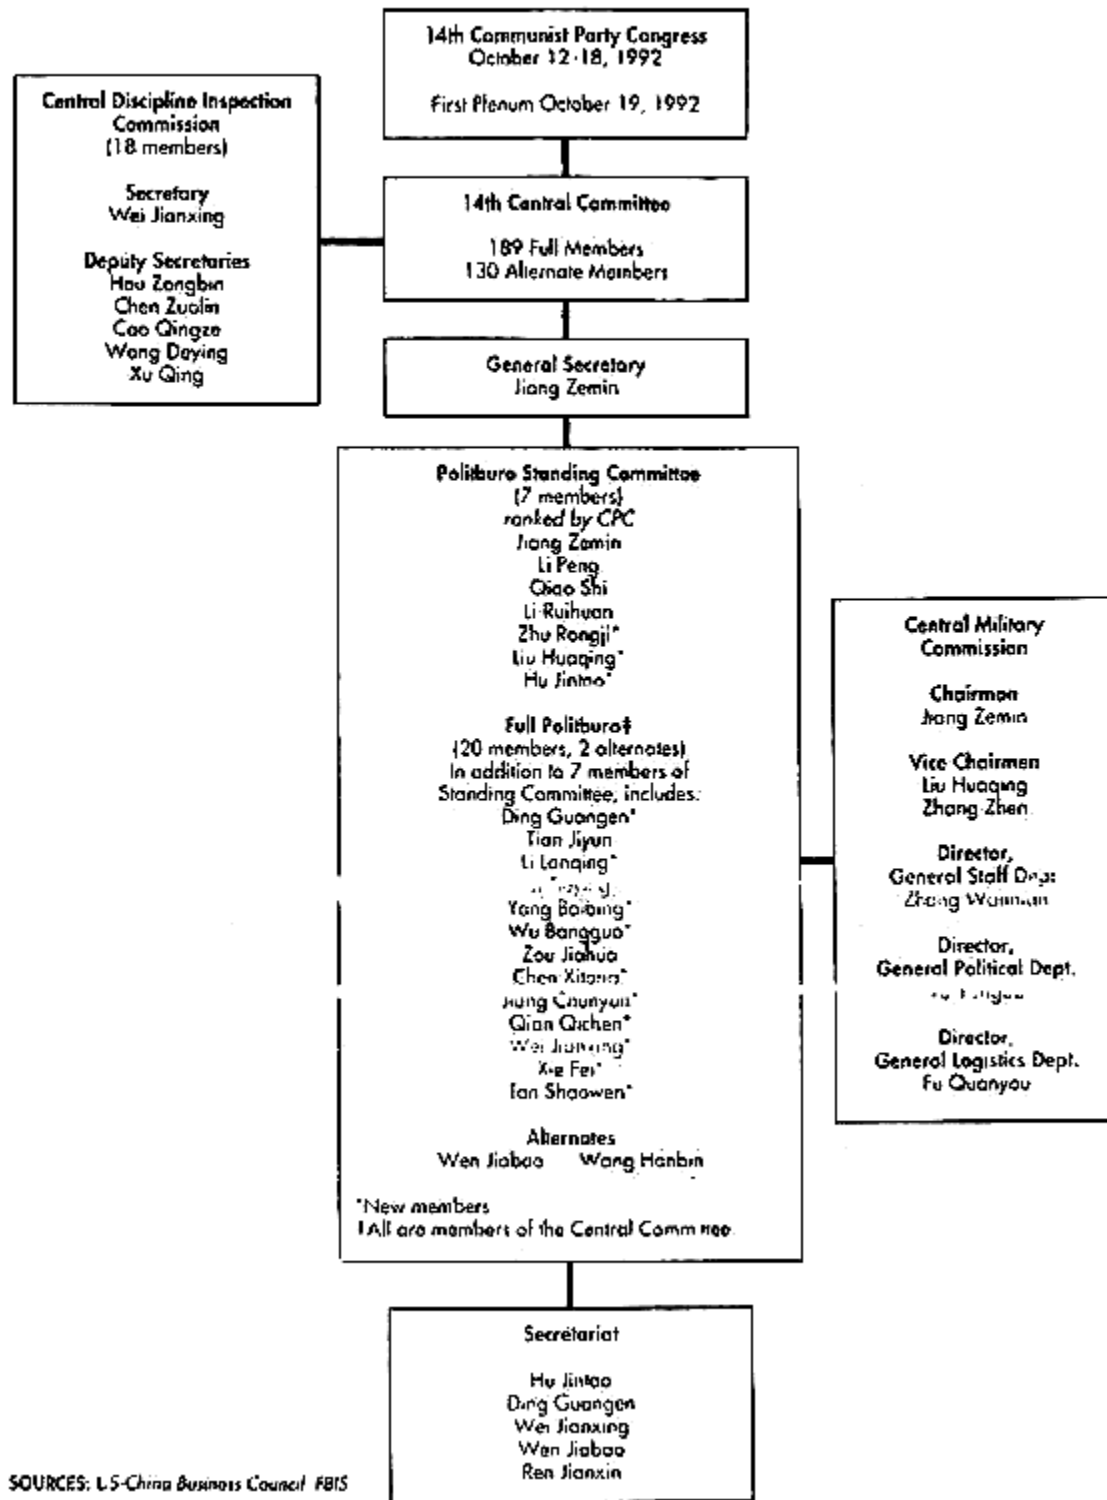 14th Communist Party Congress
October 12-18, 1992
First Plenum October 19, 1992
Central Discipline Inspection
Commission
(18 members)
Secretary
Wei Jianxing
Deputy Secretaries
Hou Zongbin
Chen Zuolin
Cao Qingze
Wang Deying
Xu Qing
14th Central Committee
189 Full Members
130 Alternate Members
General Secretary
Jiang Zemin
Politburo Standing Committee
(7 members)
ranked by CPC
Jiang Zemin
Li Peng
Qiao Shi
Li Ruihuan
Zhu Rongji*
Liu Huaqing*
Hu Jintao*
Full Politburo‡
(20 members, 2 alternates)
In addition to 7 members of
Standing Committee, includes:
Ding Guangen*
Tian Jiyun
Li Lanqing*
Yang Baibing*
Wu Bangguo*
Zou Jiahua
Chen Xitong*
Jiang Chunyun*
Qian Qichen*
Wei Jianxing*
Xie Fei*
Tan Shaowen*
Alternates
Wen Jiabao Wang Hanbin
*New members
‡All are members of the Central Committee.
Central Military
Commission
Chairman
Jiang Zemin
Vice Chairmen
Liu Huaqing
Zhang Zhen
Director,
General Staff Dept.
Zhang Wannian
Director,
General Political Dept.
Director,
General Logistics Dept.
Fu Quanyou
Secretariat
Hu Jintao
Ding Guangen
Wei Jianxing
Wen Jiabao
Ren Jianxin
SOURCES: US-China Business Council FBIS